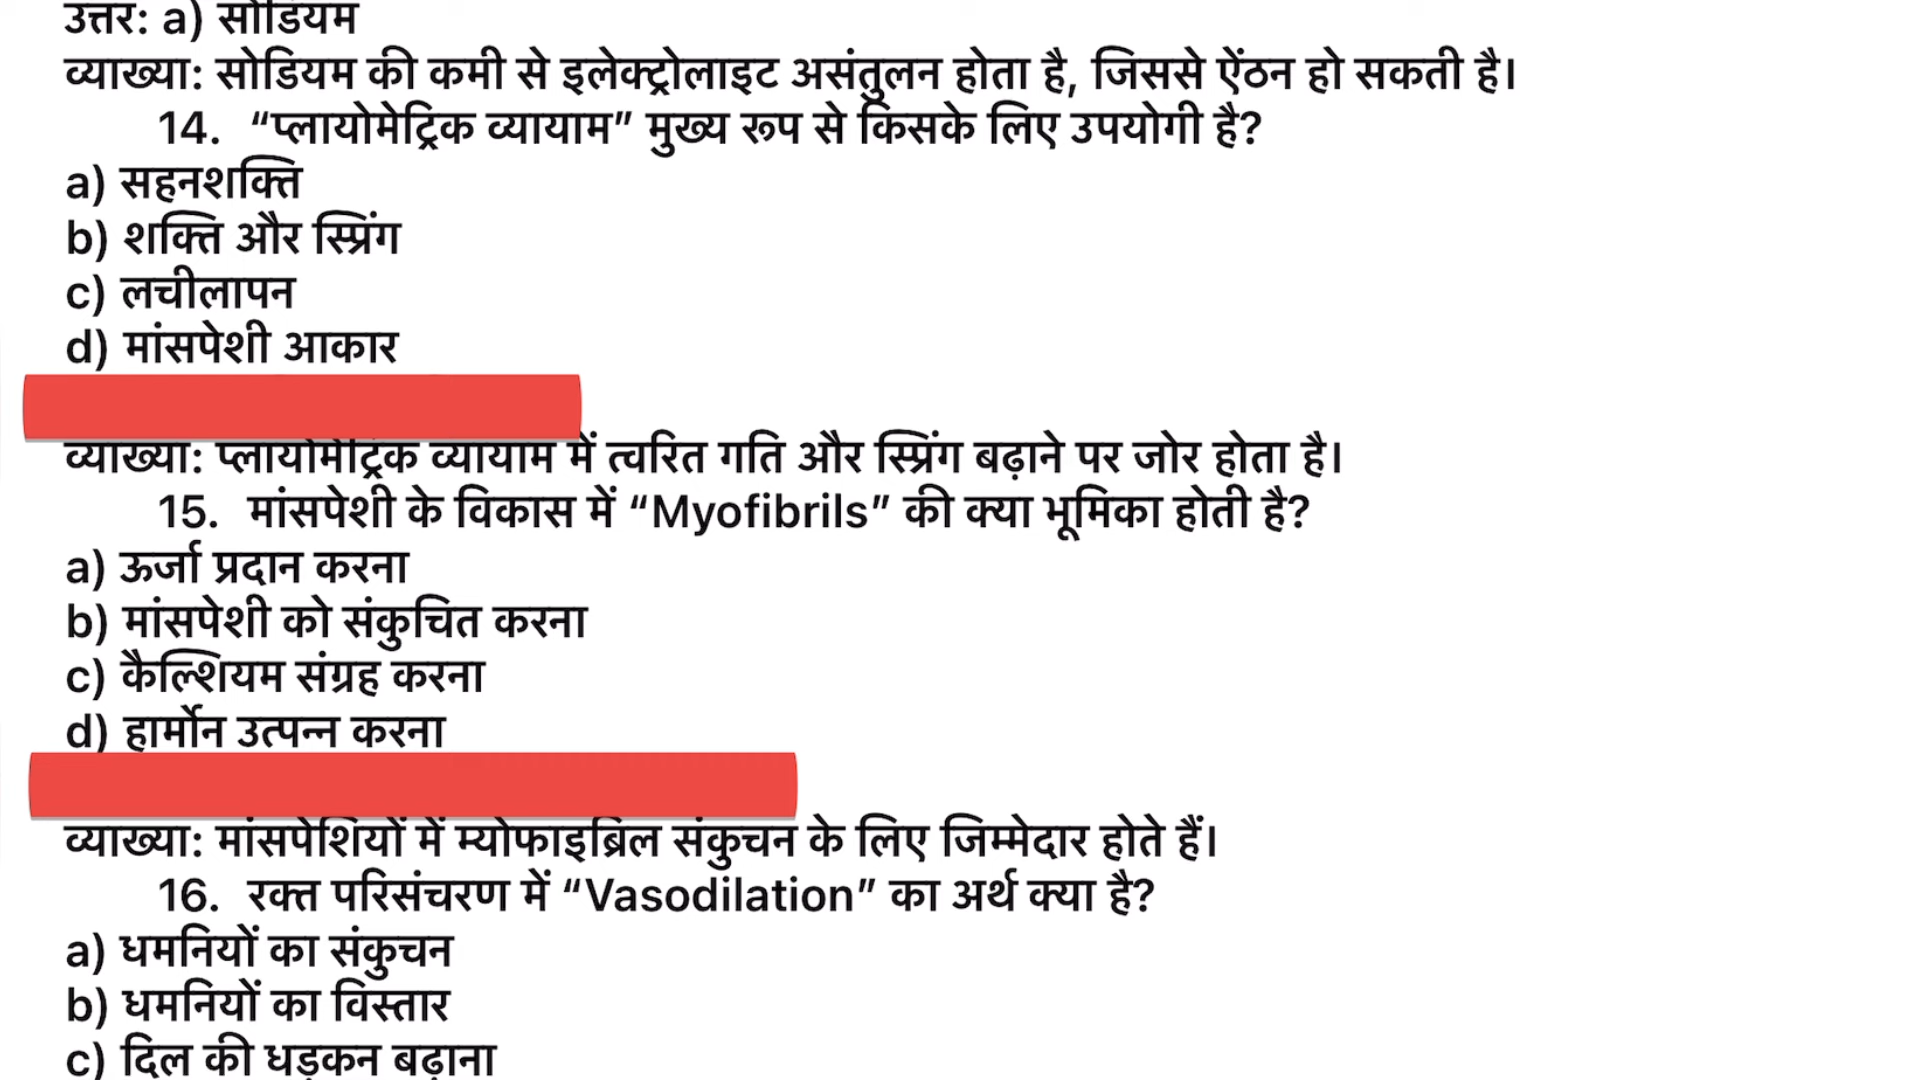 उत्तर: a) सोडियम
व्याख्या: सोडियम की कमी से इलेक्ट्रोलाइट असंतुलन होता है, जिससे ऐंठन हो सकती है।
14. “प्लायोमेट्रिक व्यायाम” मुख्य रूप से किसके लिए उपयोगी है?
a) सहनशक्ति
b) शक्ति और स्प्रिंग
c) लचीलापन
d) मांसपेशी आकार
व्याख्या: प्लायोमेट्रिक व्यायाम में त्वरित गति और स्प्रिंग बढ़ाने पर जोर होता है।
15. मांसपेशी के विकास में “Myofibrils” की क्या भूमिका होती है?
a) ऊर्जा प्रदान करना
b) मांसपेशी को संकुचित करना
c) कैल्शियम संग्रह करना
d) हार्मोन उत्पन्न करना
व्याख्या: मांसपेशियों में म्योफाइब्रिल संकुचन के लिए जिम्मेदार होते हैं।
16. रक्त परिसंचरण में “Vasodilation” का अर्थ क्या है?
a) धमनियों का संकुचन
b) धमनियों का विस्तार
c) दिल की धड़कन बढ़ाना